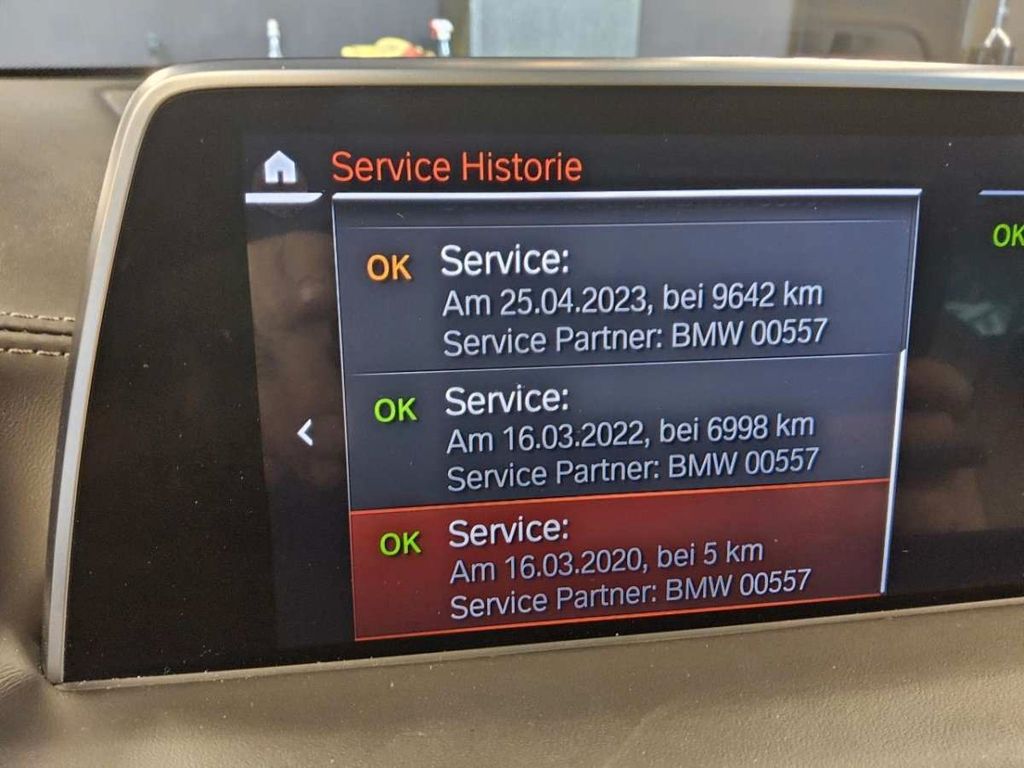 Service Historie
OK
Service:
Am 25.04.2023, bei 9642 km
Service Partner: BMW 00557
OK
Service:
Am 16.03.2022, bei 6998 km
Service Partner: BMW 00557
OK
Service:
Am 16.03.2020, bei 5 km
Service Partner: BMW 00557
OK